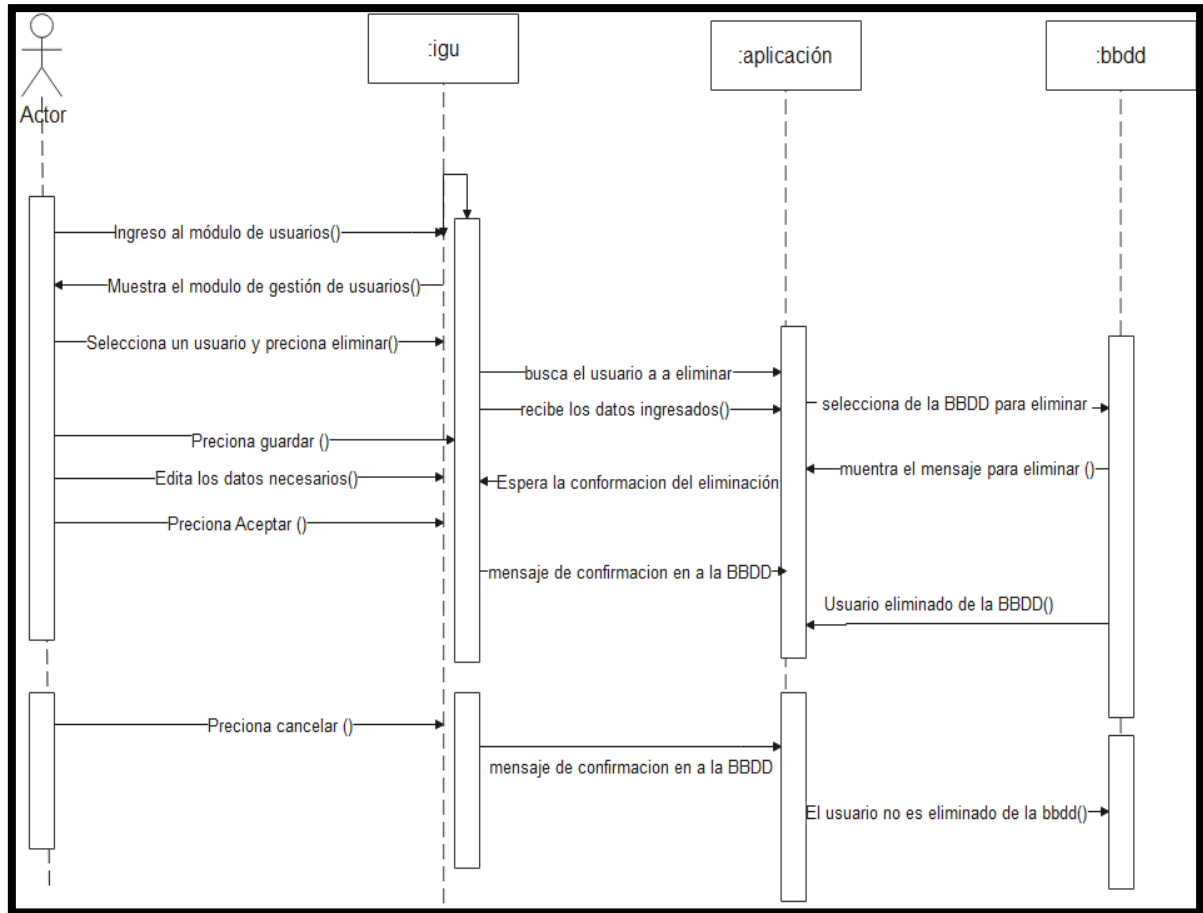 :igu
:aplicación
:bbdd
Actor
Ingreso al módulo de usuarios()
Muestra el modulo de gestión de usuarios()
Selecciona un usuario y preciona eliminar()
busca el usuario a a eliminar
recibe los datos ingresados()
selecciona de la BBDD para eliminar
Preciona guardar ()
muentra el mensaje para eliminar ()
Edita los datos necesarios()
Espera la conformacion del eliminación
Preciona Aceptar ()
mensaje de confirmacion en a la BBDD
Usuario eliminado de la BBDD()
Preciona cancelar ()
mensaje de confirmacion en a la BBDD
El usuario no es eliminado de la bbdd()